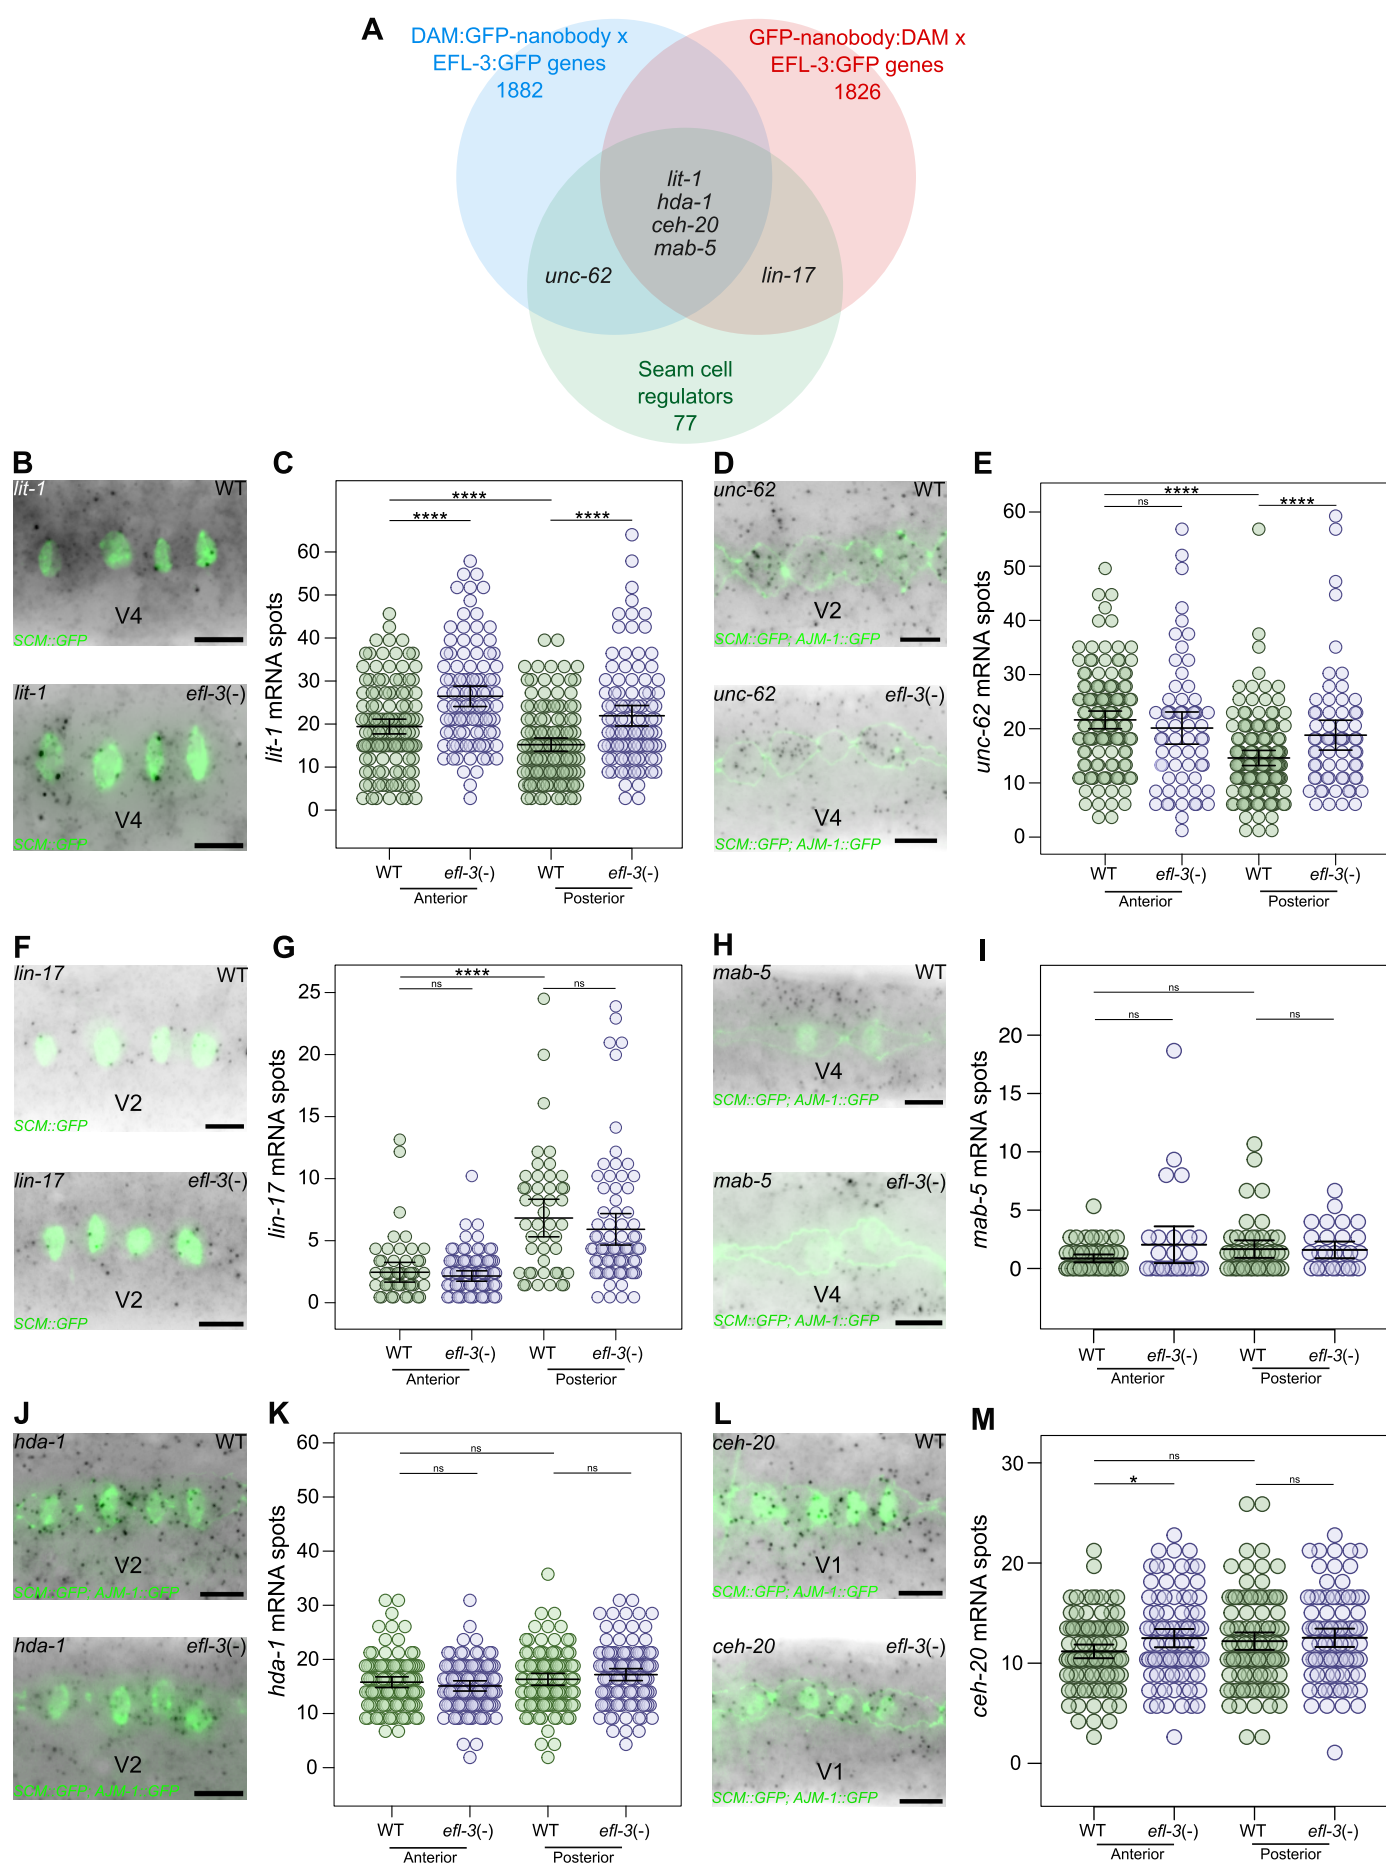 A
DAM:GFP-nanobody x
EFL-3:GFP genes
1882
GFP-nanobody:DAM x
EFL-3:GFP genes
1826
lit-1
hda-1
ceh-20
mab-5
unc-62
lin-17
Seam cell
regulators
77
B
lit-1
WT
V4
SCM::GFP
lit-1
efl-3(-)
V4
SCM::GFP
C
****
****
****
lit-1 mRNA spots
60
50
40
30
20
10
0
WT
efl-3(-)
WT
efl-3(-)
Anterior
Posterior
D
unc-62
WT
V2
SCM::GFP; AJM-1::GFP
unc-62
efl-3(-)
V4
SCM::GFP; AJM-1::GFP
E
****
ns
****
unc-62 mRNA spots
60
50
40
30
20
10
0
WT
efl-3(-)
WT
efl-3(-)
Anterior
Posterior
F
lin-17
WT
V2
SCM::GFP
lin-17
efl-3(-)
V2
SCM::GFP
G
****
ns
ns
lin-17 mRNA spots
25
20
15
10
5
0
WT
efl-3(-)
WT
efl-3(-)
Anterior
Posterior
H
mab-5
WT
V4
SCM::GFP; AJM-1::GFP
mab-5
efl-3(-)
V4
SCM::GFP; AJM-1::GFP
I
ns
ns
ns
mab-5 mRNA spots
20
15
10
5
0
WT
efl-3(-)
WT
efl-3(-)
Anterior
Posterior
J
hda-1
WT
V2
SCM::GFP; AJM-1::GFP
hda-1
efl-3(-)
V2
SCM::GFP; AJM-1::GFP
K
ns
ns
ns
hda-1 mRNA spots
60
50
40
30
20
10
0
WT
efl-3(-)
WT
efl-3(-)
Anterior
Posterior
L
ceh-20
WT
V1
SCM::GFP; AJM-1::GFP
ceh-20
efl-3(-)
V1
SCM::GFP; AJM-1::GFP
M
ns
*
ns
ceh-20 mRNA spots
30
20
10
0
WT
efl-3(-)
WT
efl-3(-)
Anterior
Posterior